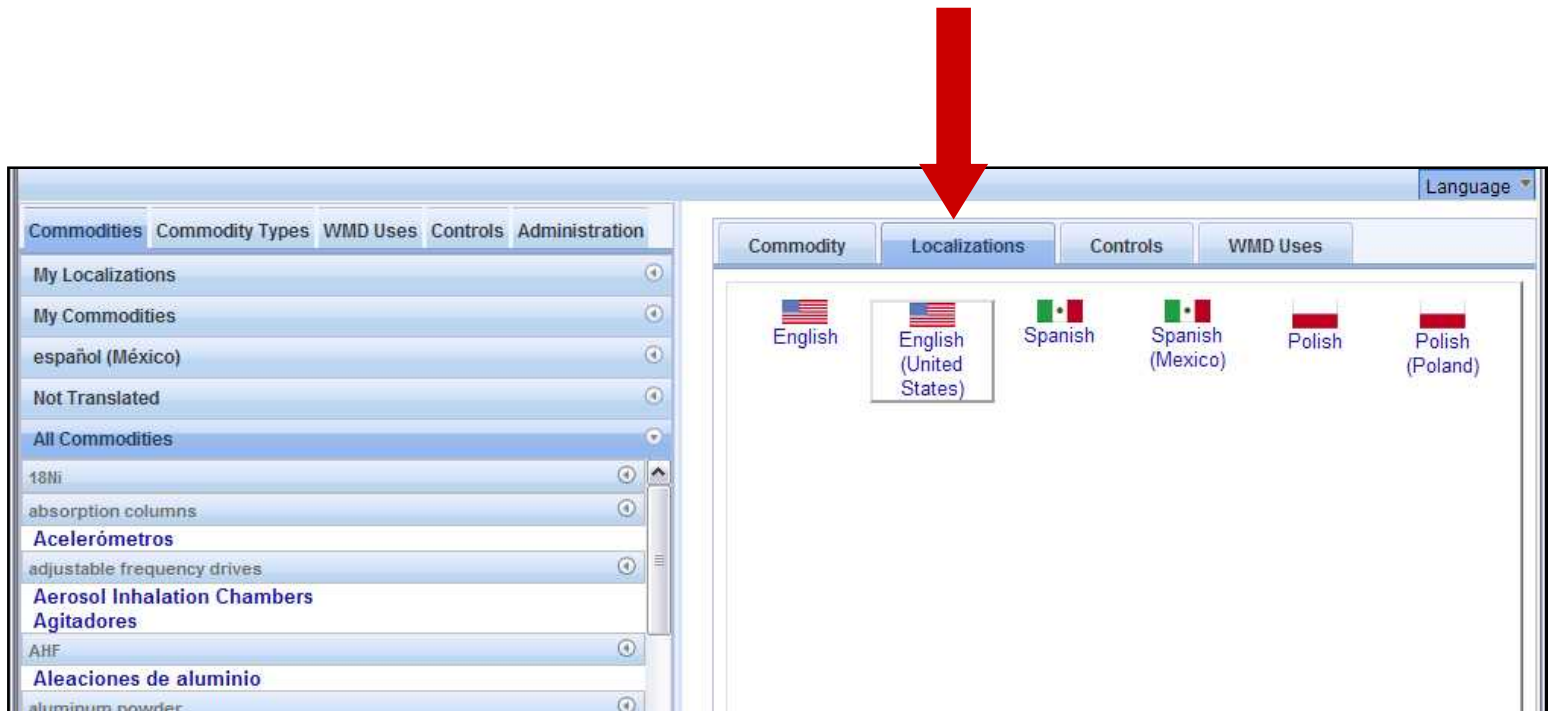 Language
Commodities Commodity Types WMD Uses Controls Administration
My Localizations
My Commodities
español (México)
Not Translated
All Commodities
18Ni
absorption columns
Acelerómetros
adjustable frequency drives
Aerosol Inhalation Chambers
Agitadores
AHF
Aleaciones de aluminio
aluminum powder
Commodity Localizations Controls WMD Uses
English
English
(United
States)
Spanish
Spanish
(Mexico)
Polish
Polish
(Poland)